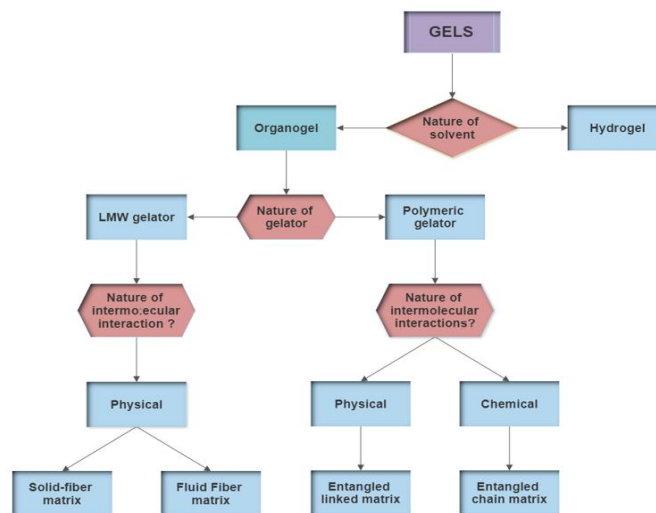 GELS
Nature of
solvent
Organogel
Hydrogel
LMW gelator
Nature of
gelator
Polymeric
gelator
Nature of
intermo:ecular
interaction ?
Nature of
intermolecular
interactions?
Physical
Physical
Chemical
Solid-fiber
matrix
Fluid Fiber
matrix
Entangled
linked matrix
Entangled
chain matrix